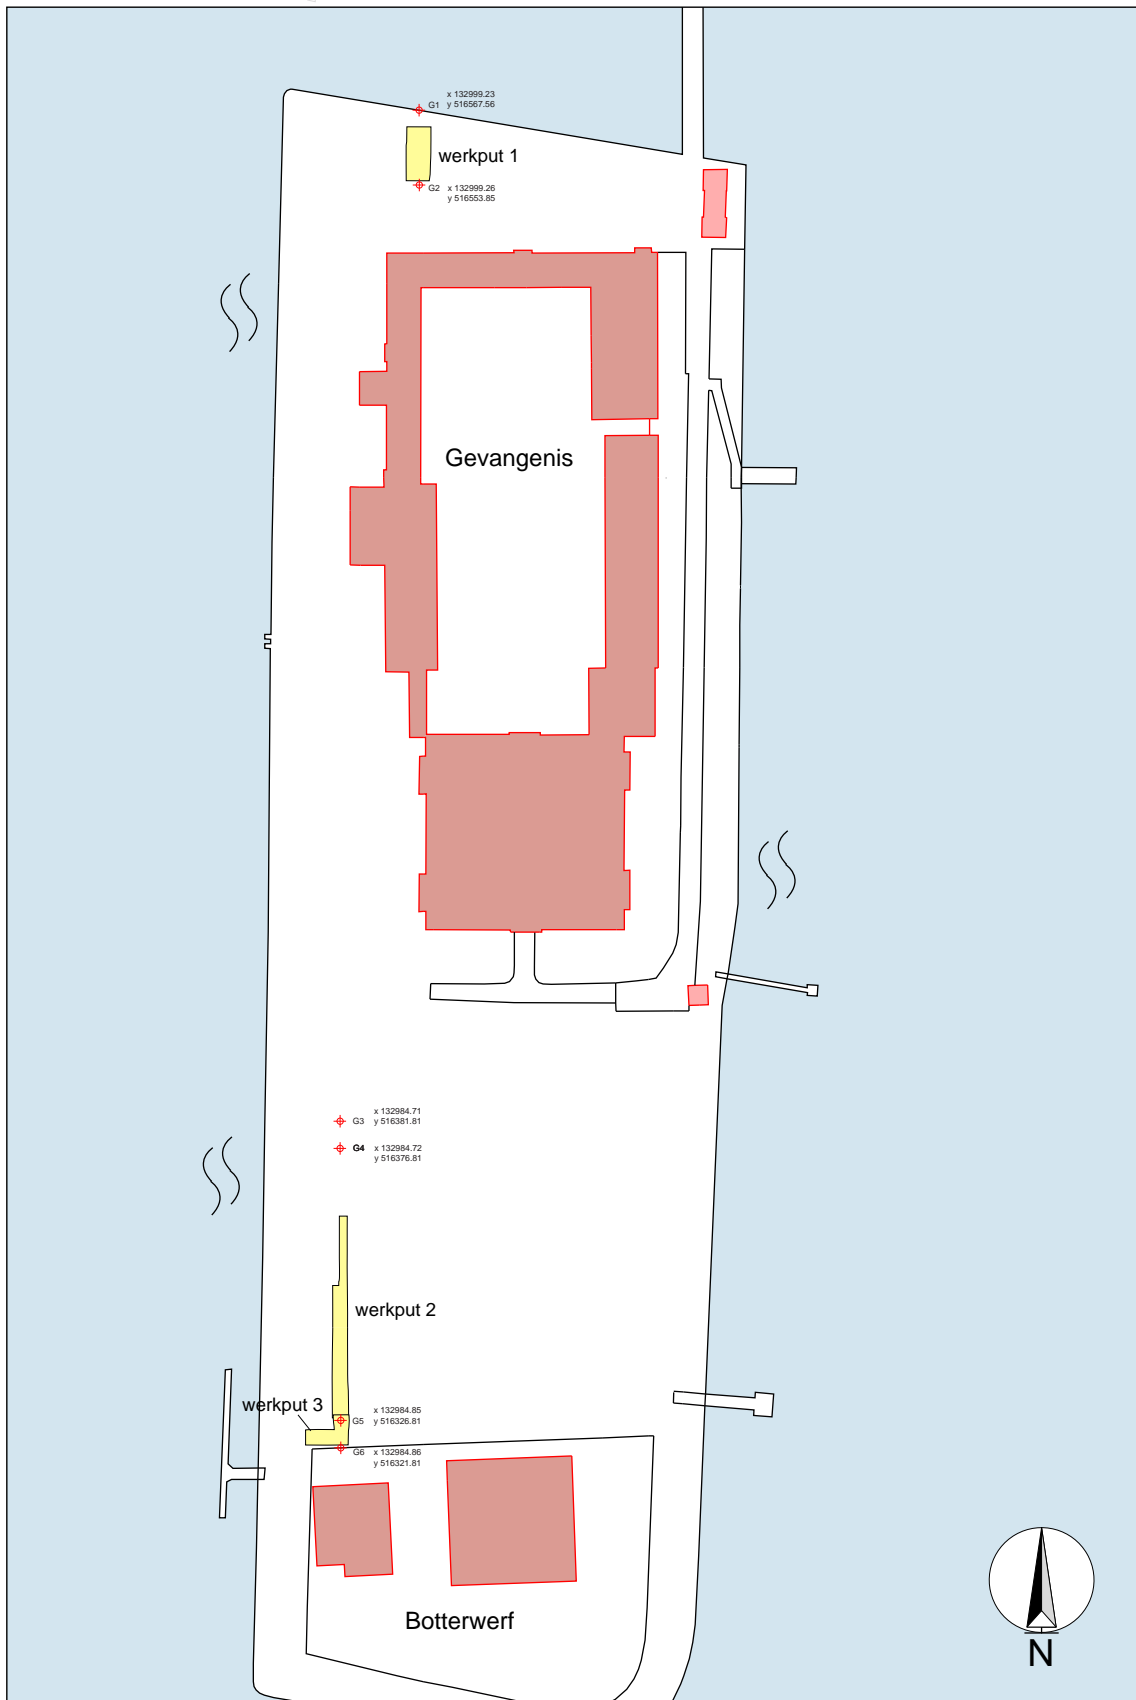 x 132999.23
G1 y 516567.56
werkput 1
G2 x 132999.26
y 516553.85
Gevangenis
x 132984.71
G3 y 516381.81
G4 x 132984.72
y 516376.81
werkput 2
werkput 3
x 132984.85
G5 y 516326.81
G6 x 132984.86
y 516321.81
Botterwerf
N